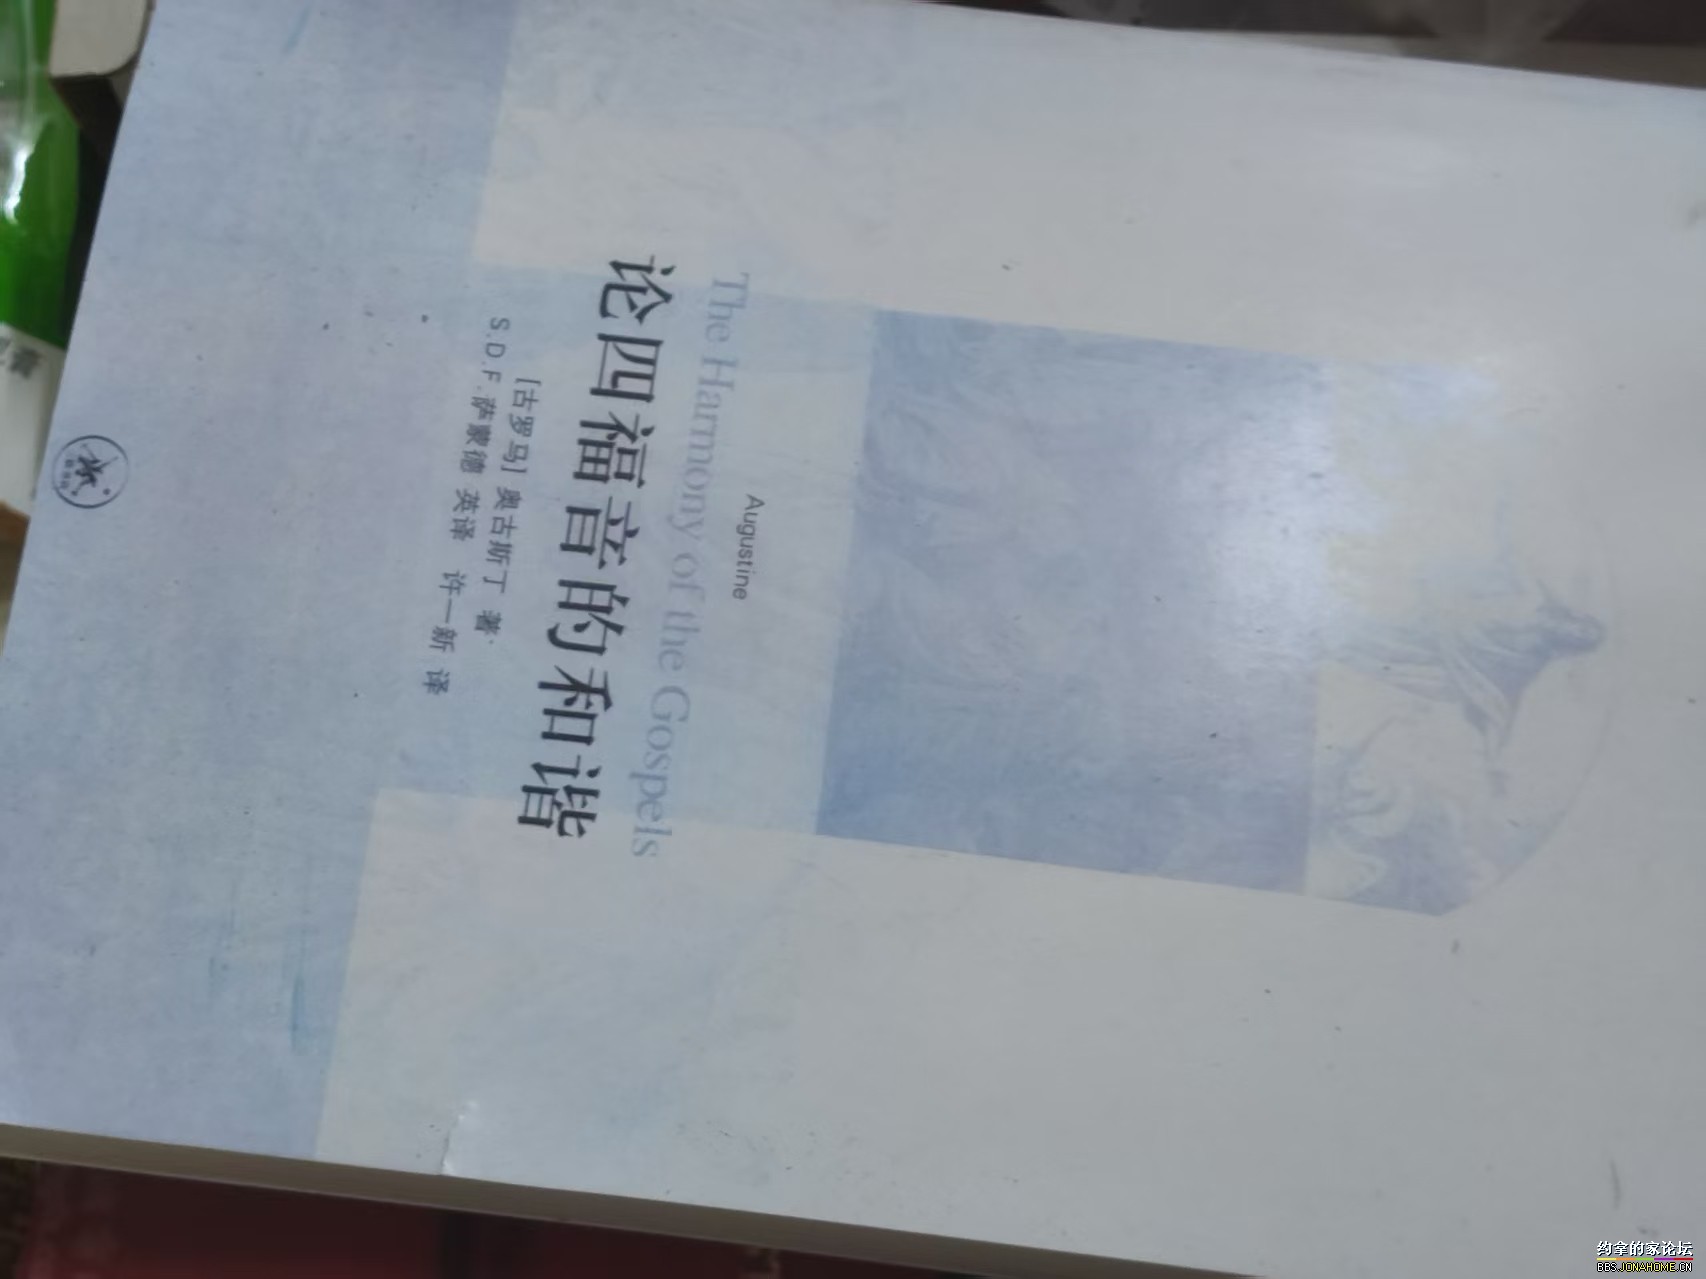 Augustine
The Harmony of the Gospels
论四福音的和谐
[古罗马] 奥古斯丁 著
S.D.F.萨蒙德 英译 许一新 译
约拿的家论坛
BBS.JONAHOME.CN